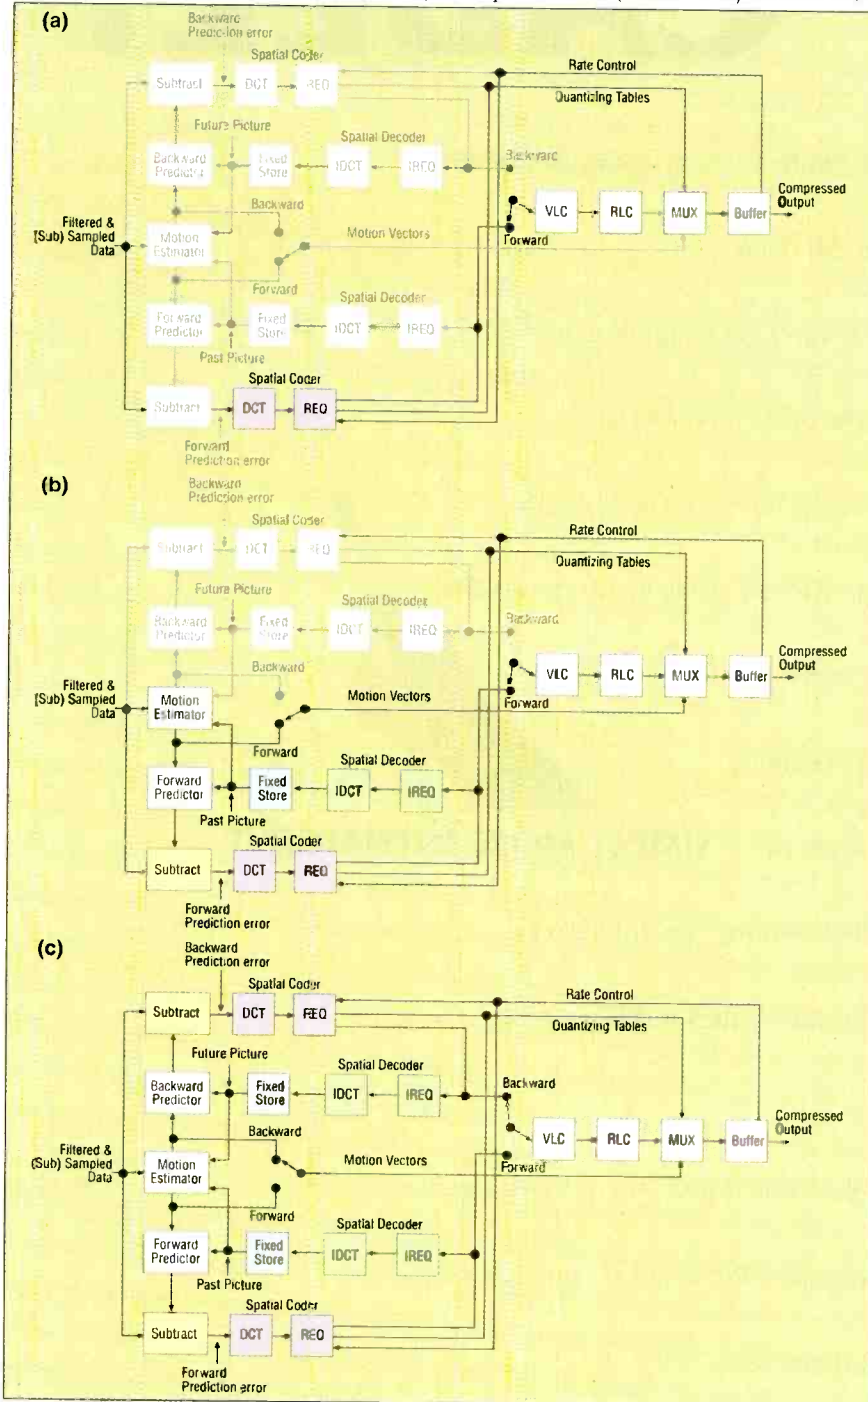 (a)
Backward
Prediction error
Spatial Coder
Subtract
DCT
REQ
Rate Control
Quantizing Tables
Future Picture
Spatial Decoder
Backward
Predictor
Fixed
Store
IDCT
IREQ
Backward
Compressed
Output
Backward
VLC
RLC
MUX
Buffer
Filtered &
(Sub) Sampled
Data
Motion
Estimator
Motion Vectors
Forward
Forward
Forward
Predictor
Fixed
Store
Spatial Decoder
IDCT
IREQ
Past Picture
Spatial Coder
Subtract
DCT
REQ
Forward
Prediction error
(b)
Backward
Prediction error
Spatial Coder
Subtract
DCT
REQ
Rate Control
Quantizing Tables
Future Picture
Spatial Decoder
Backward
Predictor
Fixed
Store
IDCT
IREQ
Backward
Compressed
Output
Backward
VLC
RLC
MUX
Buffer
Filtered &
(Sub) Sampled
Data
Motion
Estimator
Motion Vectors
Forward
Forward
Spatial Decoder
Forward
Predictor
Fixed
Store
IDCT
IREQ
Past Picture
Spatial Coder
Subtract
DCT
REQ
Forward
Prediction error
(c)
Backward
Prediction error
Spatial Coder
Subtract
DCT
REQ
Rate Control
Quantizing Tables
Future Picture
Spatial Decoder
Backward
Predictor
Fixed
Store
IDCT
IREQ
Backward
Compressed
Output
Backward
VLC
RLC
MUX
Buffer
Filtered &
(Sub) Sampled
Data
Motion
Estimator
Motion Vectors
Forward
Forward
Spatial Decoder
Forward
Predictor
Fixed
Store
IDCT
IREQ
Past Picture
Spatial Coder
Subtract
DCT
REQ
Forward
Prediction error